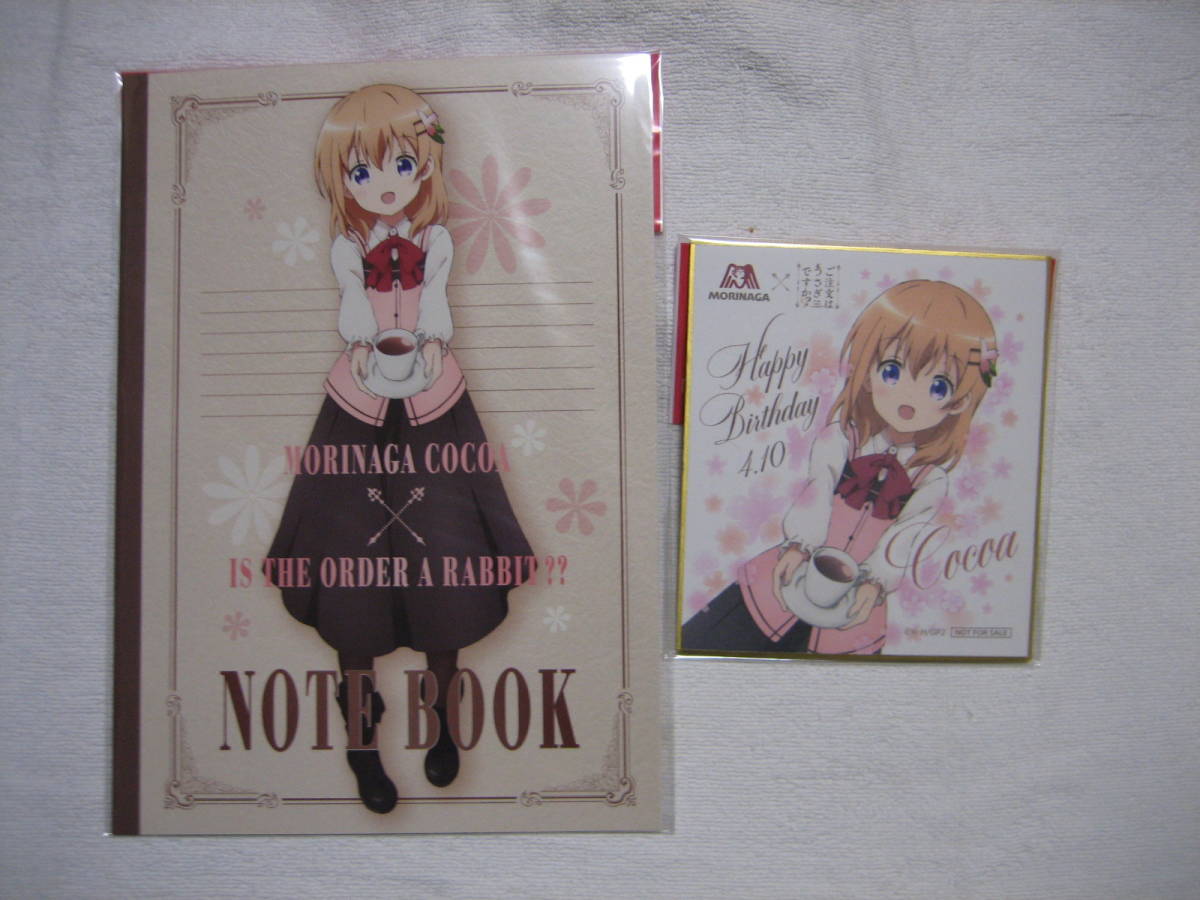 MORINAGA COCOA
IS THE ORDER A RABBIT??
NOTE BOOK
MORINAGA
×
ご注文は
うさぎ
ですか??
Happy
Birthday
4.10
Cocoa
NOT FOR SALE